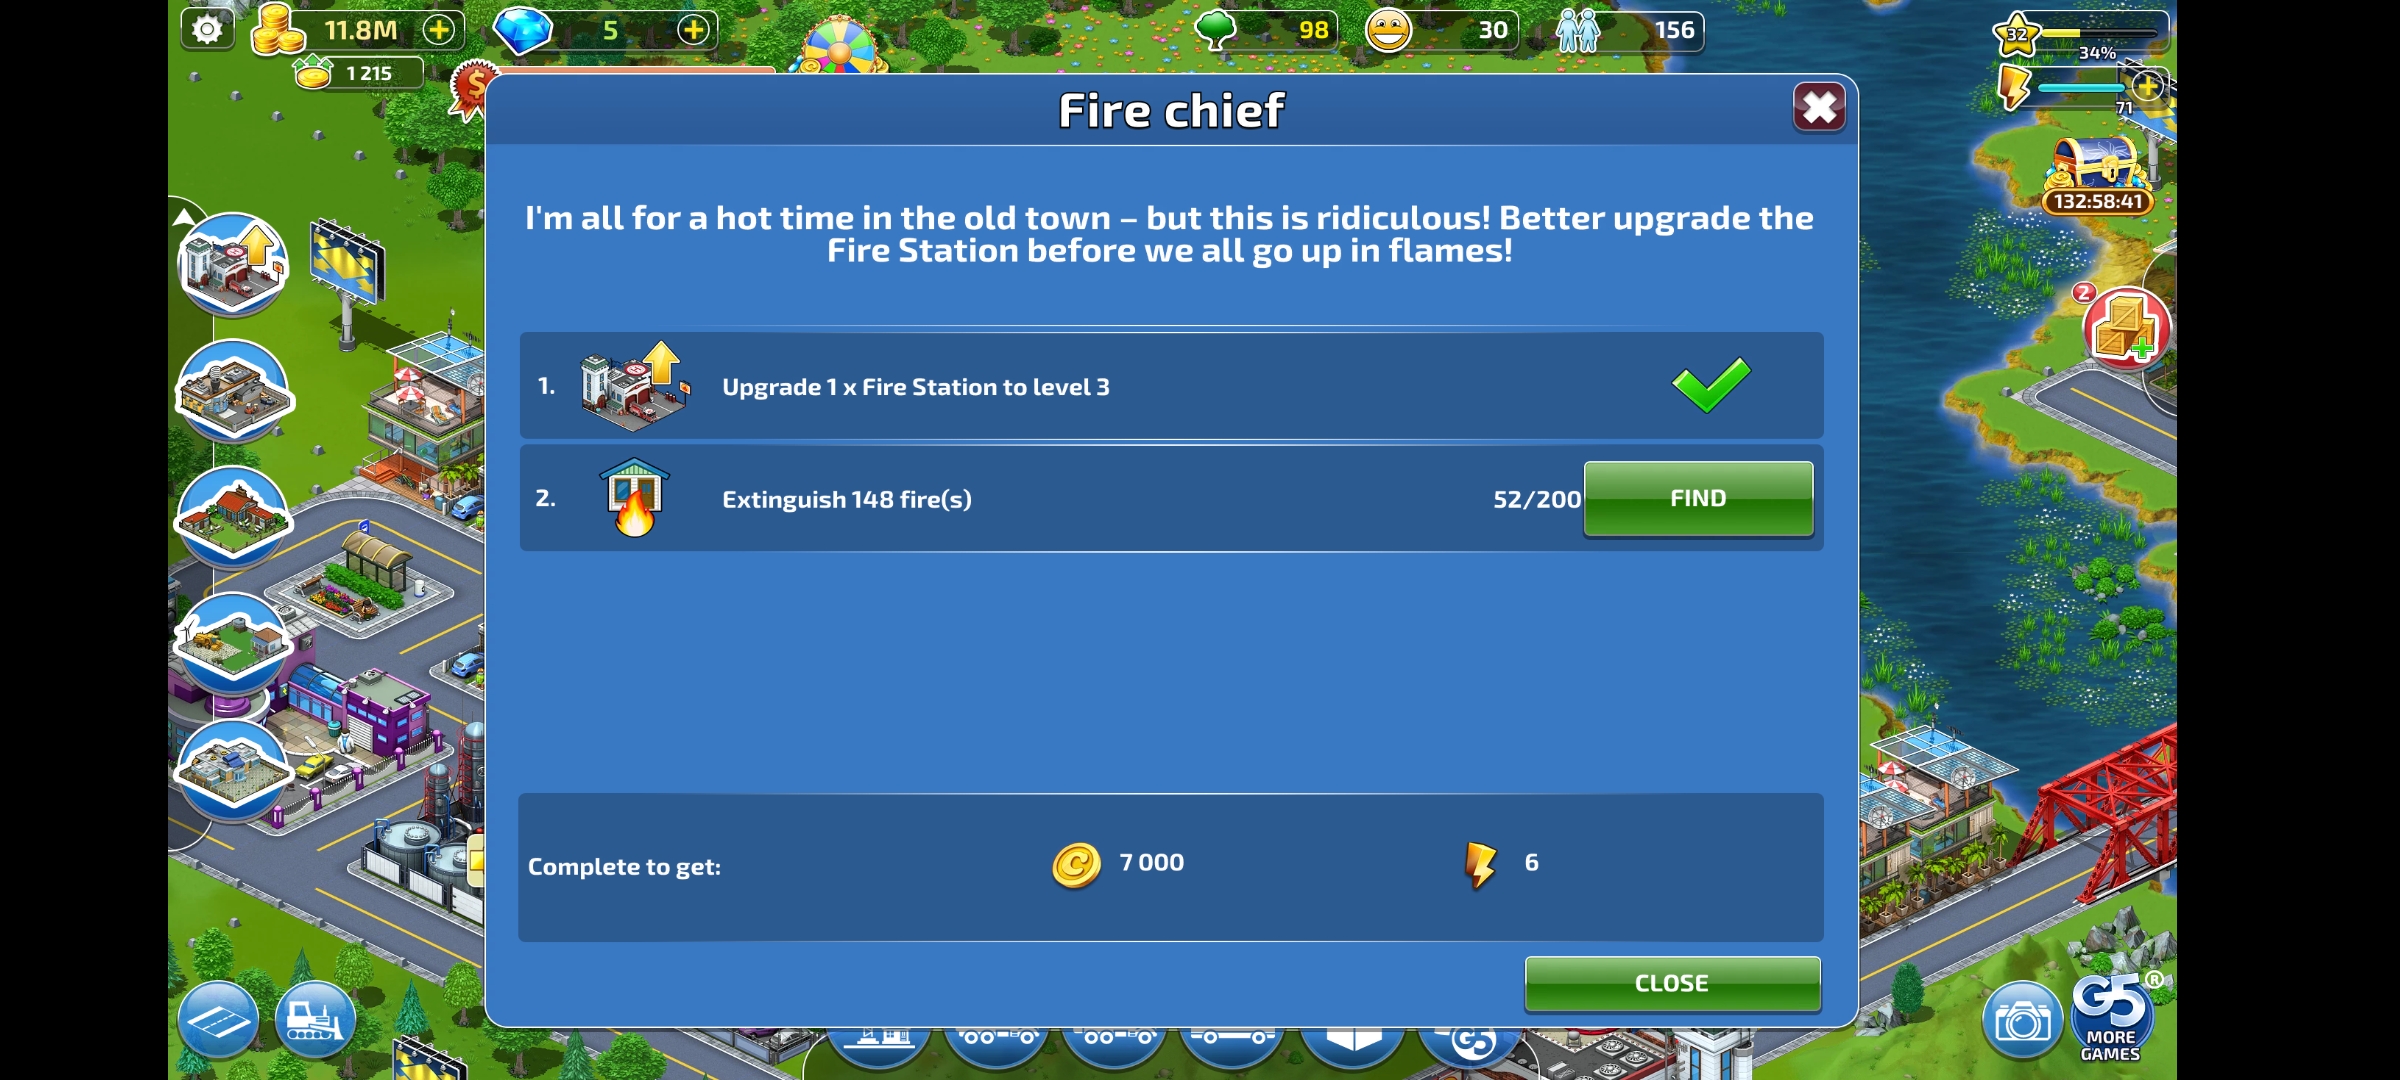 11.8M
5
98
30
156
32
34%
1 215
71
Fire chief
132:58:41
I'm all for a hot time in the old town – but this is ridiculous! Better upgrade the
Fire Station before we all go up in flames!
2
1. Upgrade 1 x Fire Station to level 3
2. Extinguish 148 fire(s) 52/200 FIND
Complete to get: 7 000 6
CLOSE
G5®
MORE
GAMES
G5